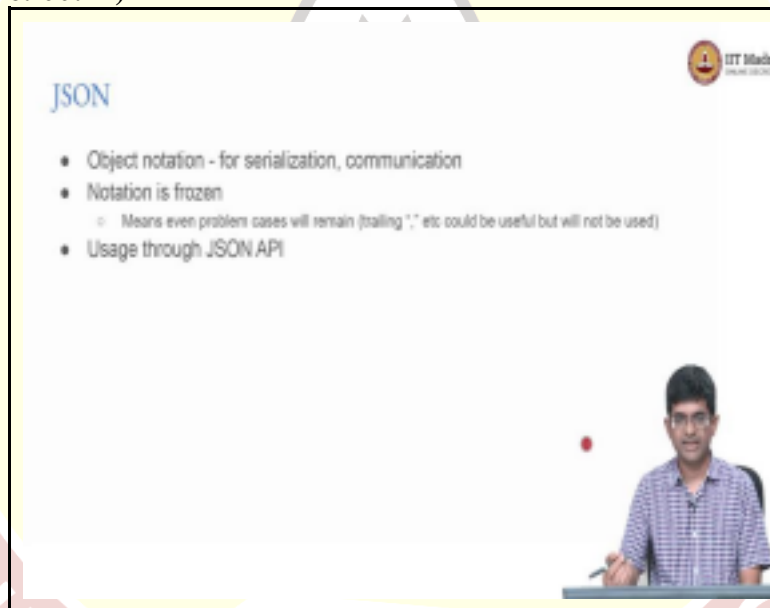 IIT Mad
JSON
● Object notation - for serialization, communication
● Notation is frozen
○ Means even problem cases will remain (trailing "," etc could be useful but will not be used)
● Usage through JSON API